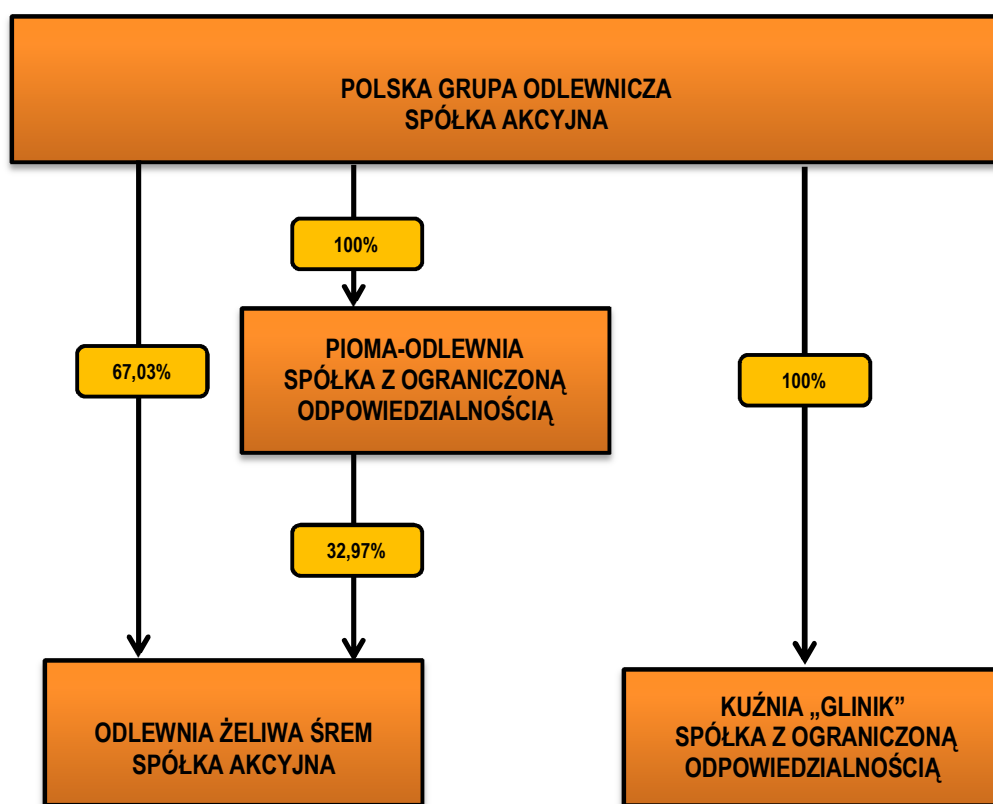 POLSKA GRUPA ODLEWNICZA
SPÓŁKA AKCYJNA
100%
PIOMA-ODLEWNIA
SPÓŁKA Z OGRANICZONĄ
ODPOWIEDZIALNOŚCIĄ
67,03%
100%
32,97%
ODLEWNIA ŻELIWA ŚREM
SPÓŁKA AKCYJNA
KUŹNIA „GLINIK”
SPÓŁKA Z OGRANICZONĄ
ODPOWIEDZIALNOŚCIĄ